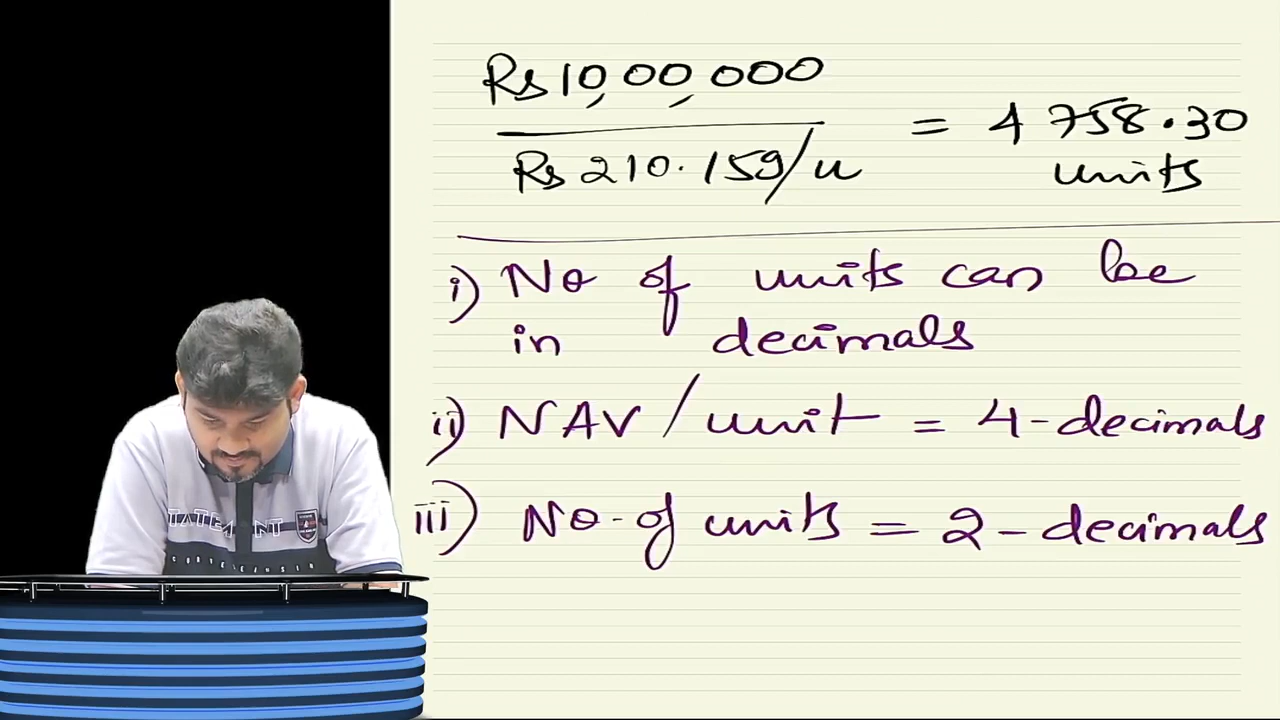 Rs 10,00,000
Rs 210.159/u
= 4758.30
units
i) No of units can be
in decimals
ii) NAV / unit = 4-decimals
iii) No. of units = 2-decimals